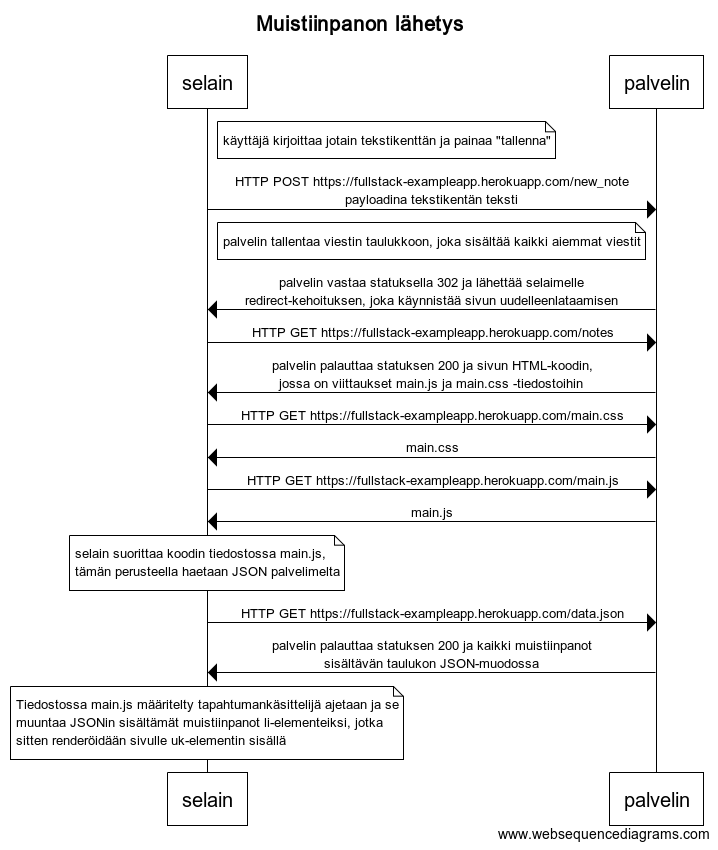 Muistiinpanon lähetys
selain
palvelin
käyttäjä kirjoittaa jotain tekstikenttän ja painaa "tallenna"
HTTP POST https://fullstack-exampleapp.herokuapp.com/new_note
payloadina tekstikentän teksti
palvelin tallentaa viestin taulukkoon, joka sisältää kaikki aiemmat viestit
palvelin vastaa statuksella 302 ja lähettää selaimelle
redirect-kehoituksen, joka käynnistää sivun uudelleenlataamisen
HTTP GET https://fullstack-exampleapp.herokuapp.com/notes
palvelin palauttaa statuksen 200 ja sivun HTML-koodin,
jossa on viittaukset main.js ja main.css -tiedostoihin
HTTP GET https://fullstack-exampleapp.herokuapp.com/main.css
main.css
HTTP GET https://fullstack-exampleapp.herokuapp.com/main.js
main.js
selain suorittaa koodin tiedostossa main.js,
tämän perusteella haetaan JSON palvelimelta
HTTP GET https://fullstack-exampleapp.herokuapp.com/data.json
palvelin palauttaa statuksen 200 ja kaikki muistiinpanot
sisältävän taulukon JSON-muodossa
Tiedostossa main.js määritelty tapahtumankäsittelijä ajetaan ja se
muuntaa JSONin sisältämät muistiinpanot li-elementeiksi, jotka
sitten renderöidään sivulle uk-elementin sisällä
selain
palvelin
www.websequencediagrams.com